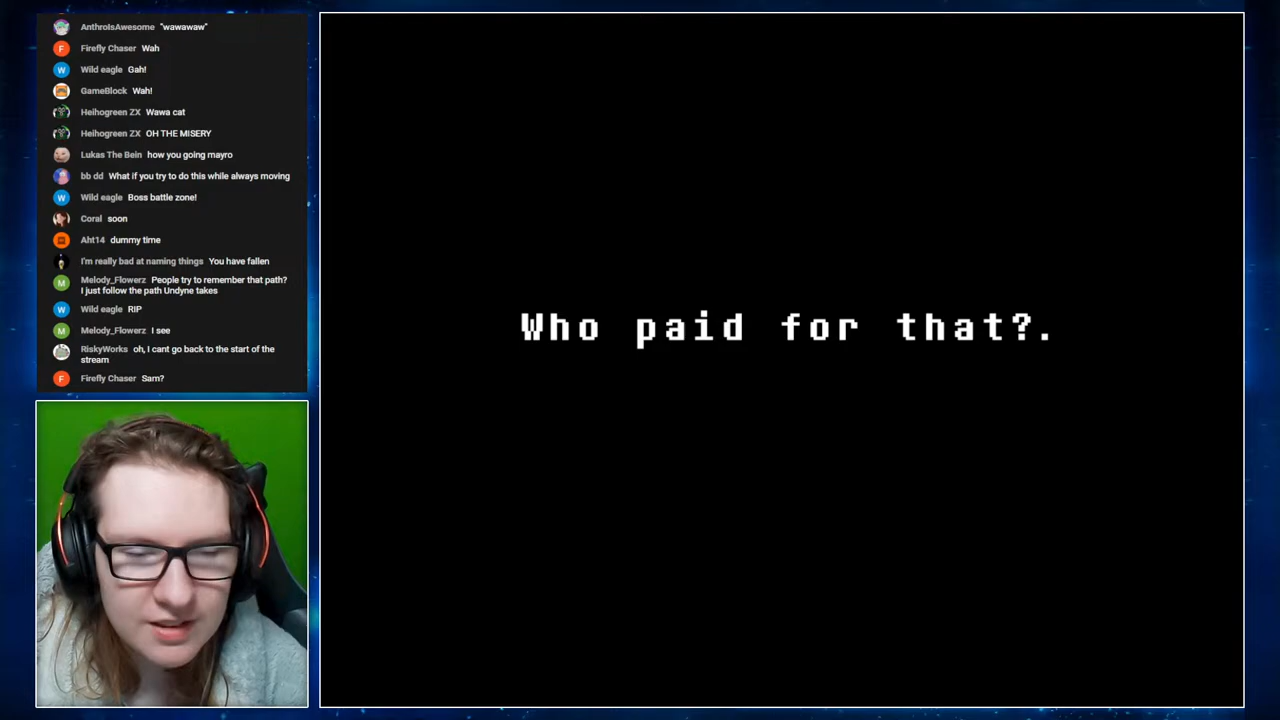 AnthroIsAwesome "wawawaw"
Firefly Chaser Wah
Wild eagle Gah!
GameBlock Wah!
Heihogreen ZX Wawa cat
Heihogreen ZX OH THE MISERY
Lukas The Bein how you going mayro
bb dd What if you try to do this while always moving
Wild eagle Boss battle zone!
Coral soon
Aht14 dummy time
I'm really bad at naming things You have fallen
Melody_Flowerz People try to remember that path?
I just follow the path Undyne takes
Wild eagle RIP
Melody_Flowerz I see
RiskyWorks oh, I cant go back to the start of the
stream
Firefly Chaser Sam?
Who paid for that?.